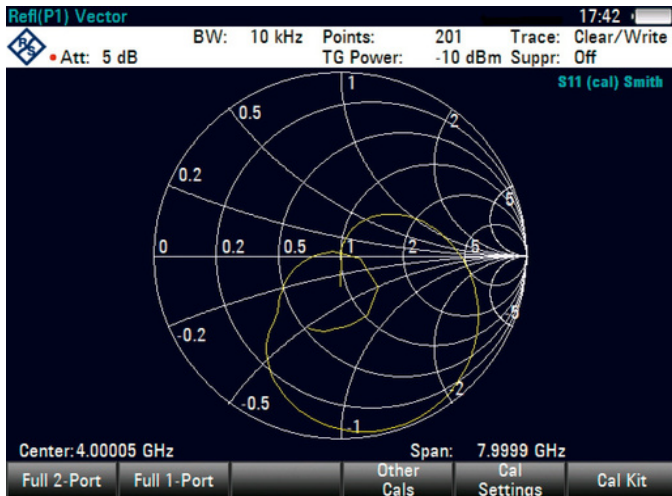 Refl(P1) Vector 17:42
BW: 10 kHz Points: 201 Trace: Clear/Write
Att: 5 dB TG Power: -10 dBm Suppr: Off
S11 (cal) Smith
1
0.5 2
0.2 5
0 0.2 0.5 1 2 5
-0.2 5
-0.5 -2
-1
Center: 4.00005 GHz Span: 7.9999 GHz
Full 2-Port Full 1-Port Other Cals Cal Settings Cal Kit